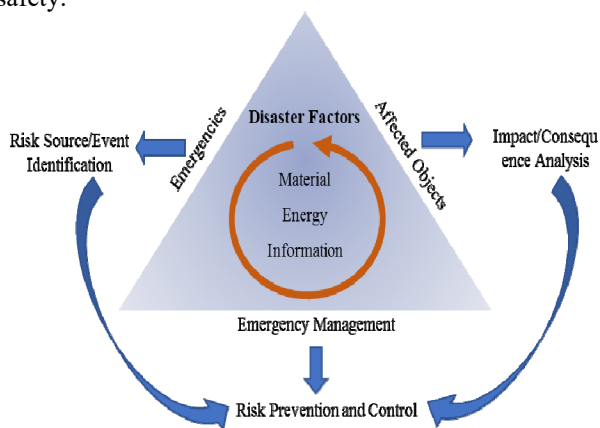 safety.
Disaster Factors
Emergencies
Affected Objects
Risk Source/Event
Identification
Impact/Consequ
ence Analysis
Material
Energy
Information
Emergency Management
Risk Prevention and Control